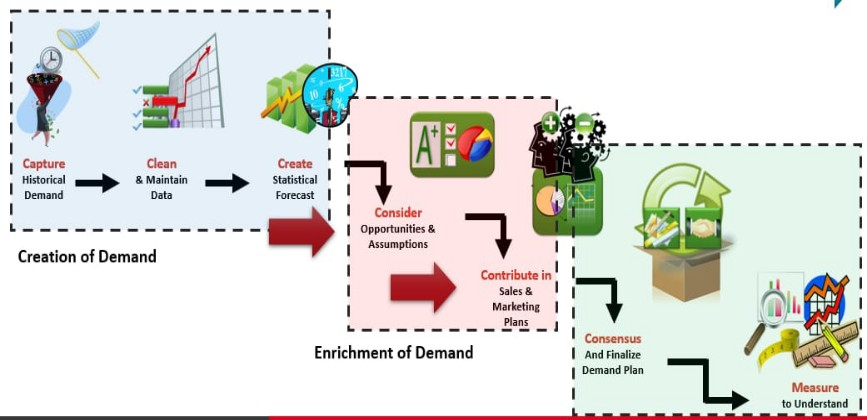 Capture
Historical
Demand
Clean
& Maintain
Data
Create
Statistical
Forecast
Creation of Demand
A+
Consider
Opportunities &
Assumptions
Contribute in
Sales &
Marketing
Plans
Enrichment of Demand
Consensus
And Finalize
Demand Plan
Measure
to Understand